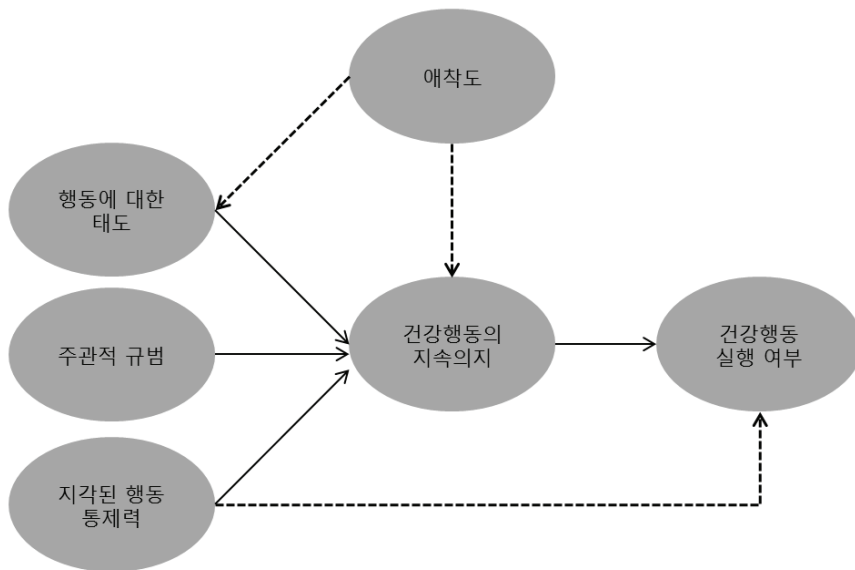 애착도
행동에 대한
태도
주관적 규범
건강행동의
지속의지
건강행동
실행 여부
지각된 행동
통제력